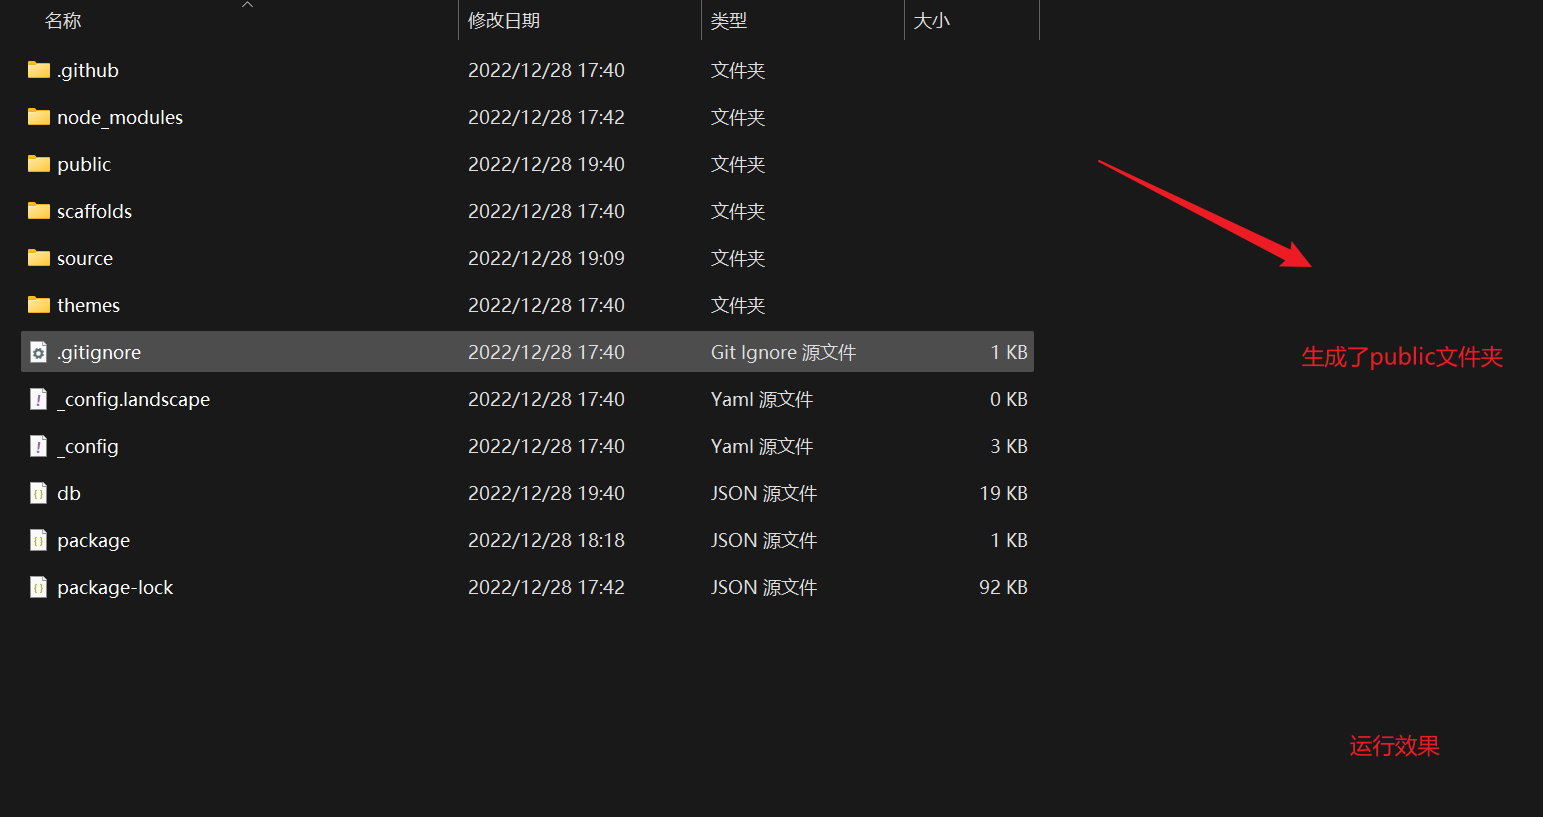 名称 修改日期 类型 大小
.github 2022/12/28 17:40 文件夹
node_modules 2022/12/28 17:42 文件夹
public 2022/12/28 19:40 文件夹
scaffolds 2022/12/28 17:40 文件夹
source 2022/12/28 19:09 文件夹
themes 2022/12/28 17:40 文件夹
.gitignore 2022/12/28 17:40 Git Ignore 源文件 1 KB
生成了public文件夹
_config.landscape 2022/12/28 17:40 Yaml 源文件 0 KB
_config 2022/12/28 17:40 Yaml 源文件 3 KB
db 2022/12/28 19:40 JSON 源文件 19 KB
package 2022/12/28 18:18 JSON 源文件 1 KB
package-lock 2022/12/28 17:42 JSON 源文件 92 KB
运行效果